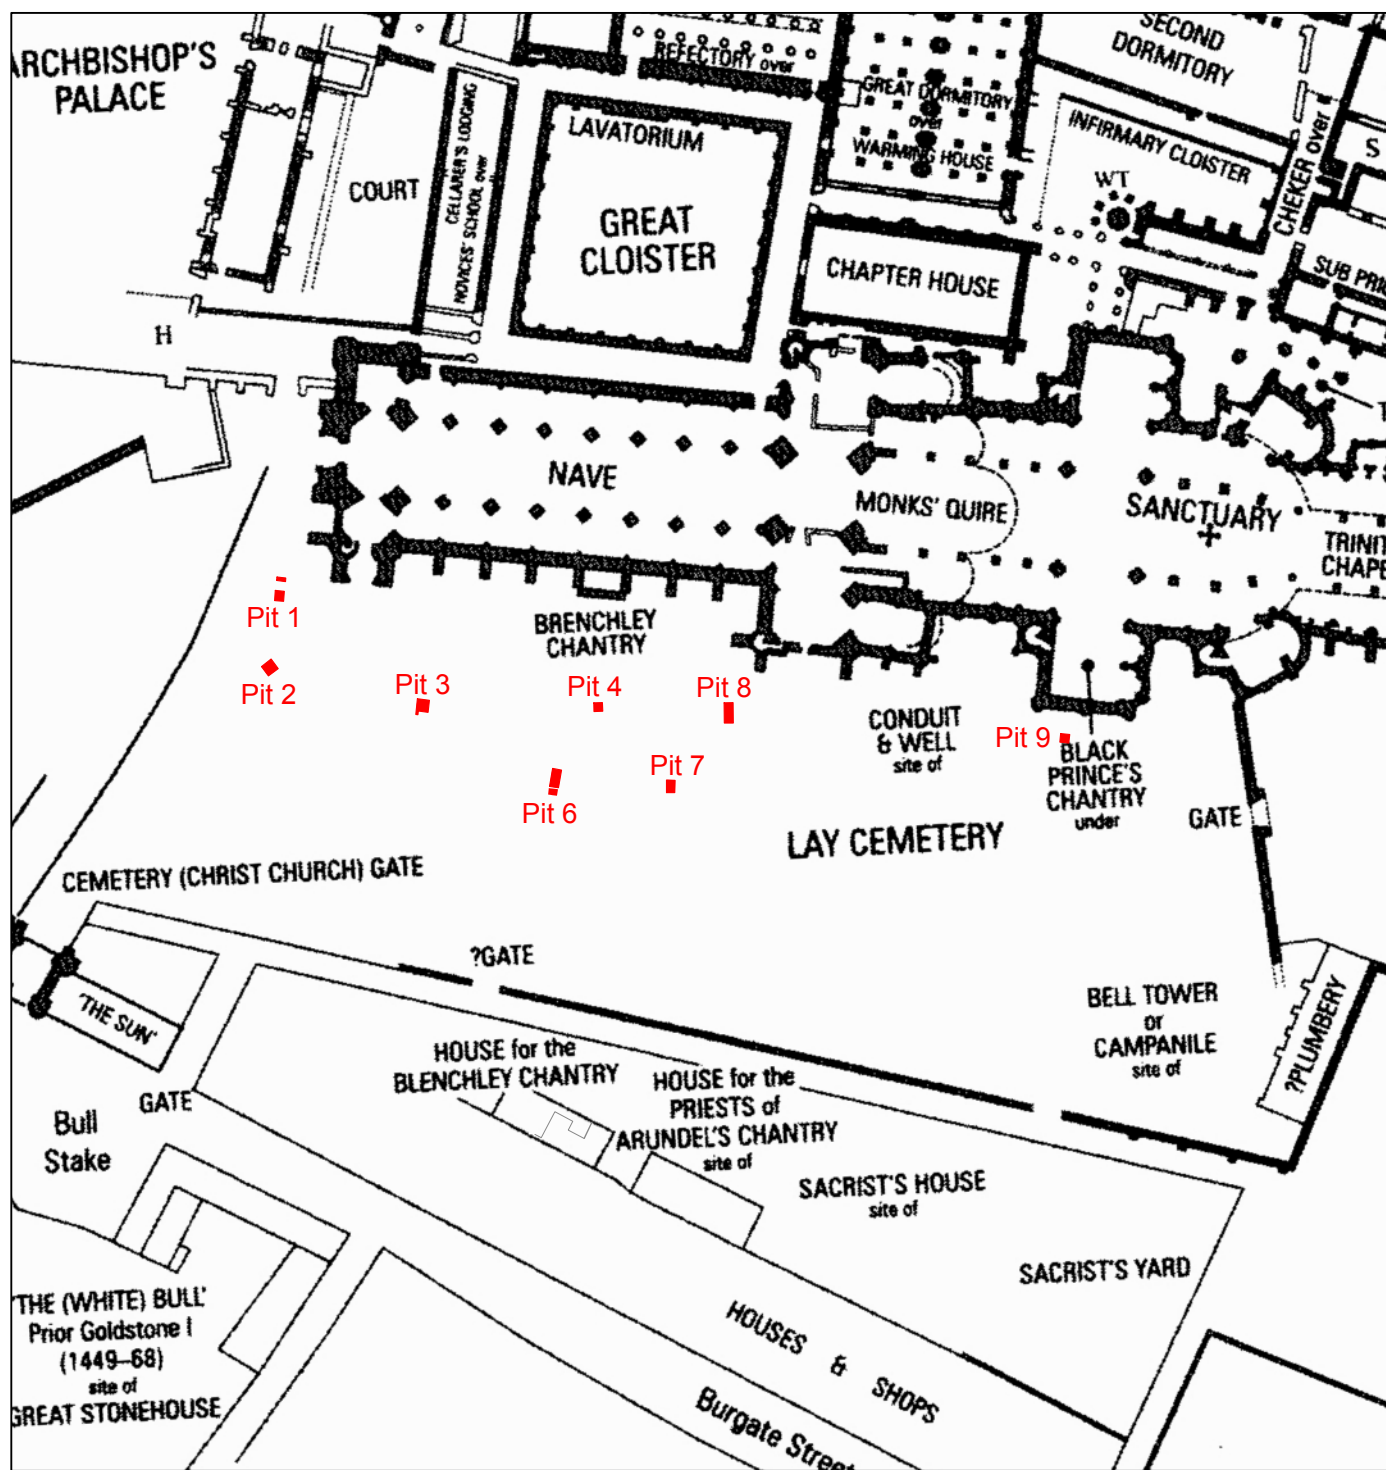 ARCHBISHOP'S
PALACE
COURT
CELLARER'S LODGING
NOVICES' SCHOOL over
REFECTORY over
LAVATORIUM
GREAT
CLOISTER
GREAT DORMITORY
over
WARMING HOUSE
SECOND
DORMITORY
INFIRMARY CLOISTER
WT
CHEKER over
S
CHAPTER HOUSE
SUB PRI
H
NAVE
MONKS' QUIRE
SANCTUARY
TRINIT
CHAPE
Pit 1
BRENCHLEY
CHANTRY
Pit 2
Pit 3
Pit 4
Pit 8
CONDUIT
& WELL
site of
Pit 9
BLACK
PRINCE'S
CHANTRY
under
Pit 6
Pit 7
GATE
LAY CEMETERY
CEMETERY (CHRIST CHURCH) GATE
?GATE
'THE SUN'
BELL TOWER
or
CAMPANILE
site of
?PLUMBERY
HOUSE for the
BLENCHLEY CHANTRY
HOUSE for the
PRIESTS of
ARUNDEL'S CHANTRY
site of
GATE
Bull
Stake
SACRIST'S HOUSE
site of
SACRIST'S YARD
'THE (WHITE) BULL'
Prior Goldstone I
(1449–68)
site of
GREAT STONEHOUSE
HOUSES & SHOPS
Burgate Street